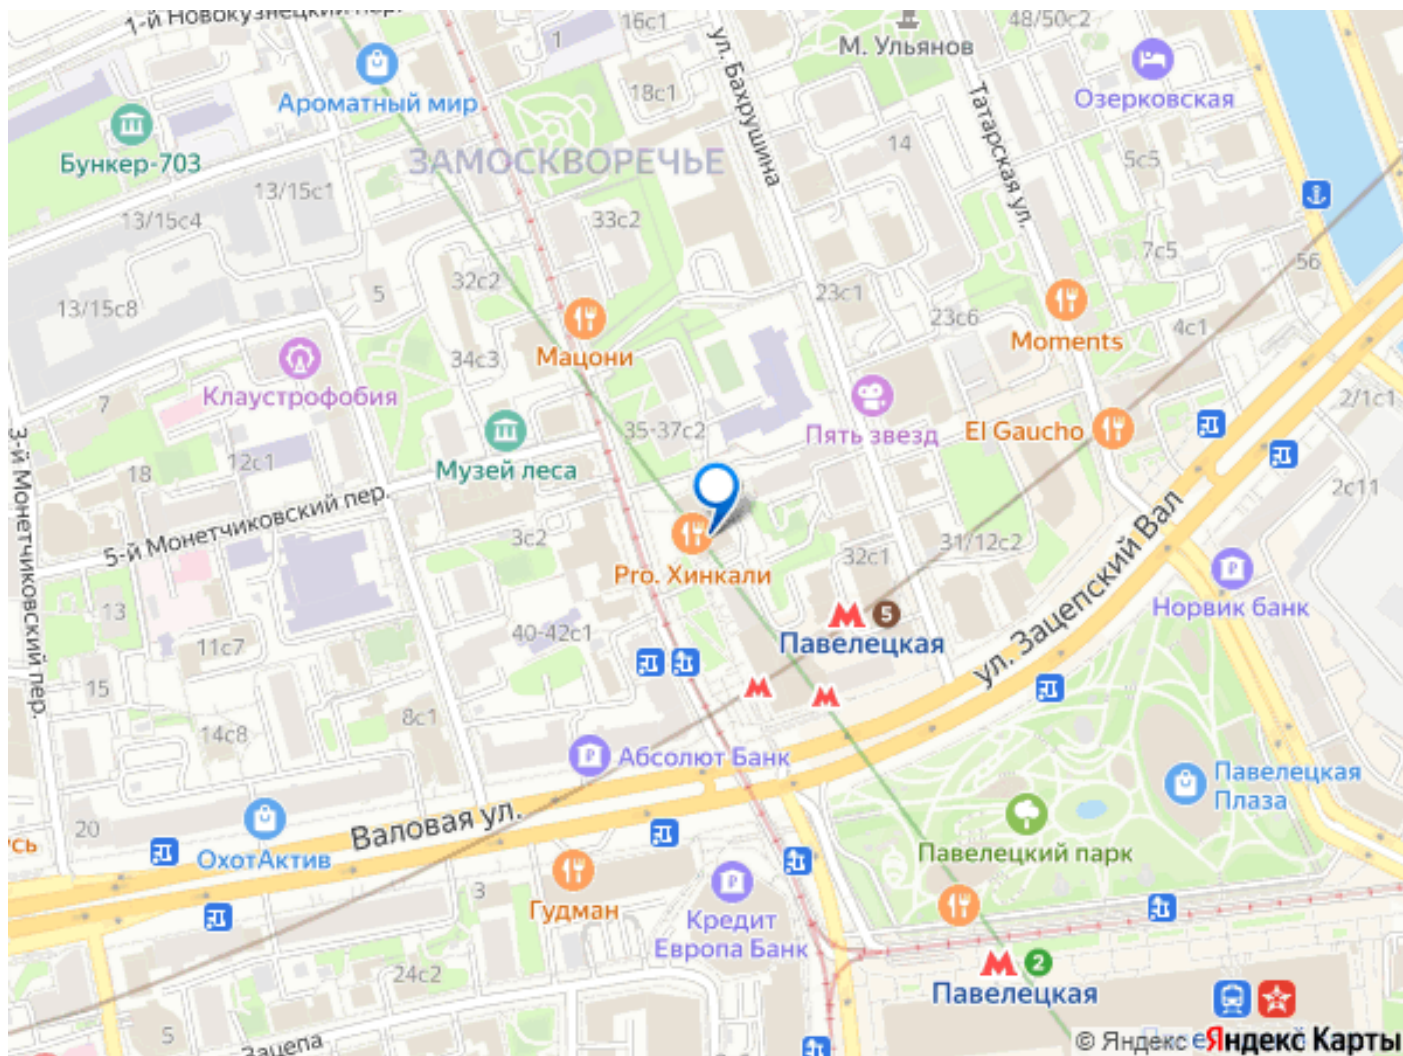 1-й Новокузнецкий пер.
16с1
48/50с2
1
М. Ульянов
ул. Бахрушина
Ароматный мир
18с1
Озерковская
Татарская ул.
Бункер-703
ЗАМОСКВОРЕЧЬЕ
14
5с5
13/15с1
13/15с4
33с2
7с5
56
32с2
5
23с1
13/15с8
23с6
4с1
Мацони
34с3
Moments
Клаустрофобия
7
2/1с1
35-37с2
Пять звезд
El Gaucho
3-й Монетчиковский пер.
18
12с1
Музей леса
2с11
5-й Монетчиковский пер.
3с2
32с1
31/12с2
ул. Зацепский Вал
Pro. Хинкали
13
5
Норвик банк
11с7
40-42с1
Павелецкая
15
8с1
14с8
Абсолют Банк
Павелецкая
Плаза
20
Валовая ул.
сь
ОхотАктив
Павелецкий парк
3
Гудман
Кредит
Европа Банк
24с2
2
Павелецкая
5
Зацепа
© Яндекс
Яндекс Карты